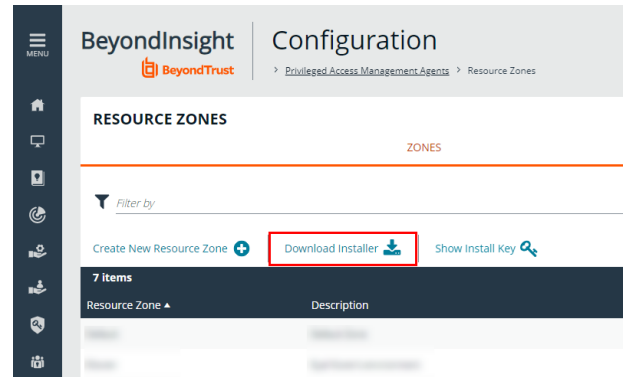 MENU
BeyondInsight
BeyondTrust
Configuration
> Privileged Access Management Agents > Resource Zones
RESOURCE ZONES
ZONES
Filter by
Create New Resource Zone Download Installer Show Install Key
7 items
Resource Zone Description